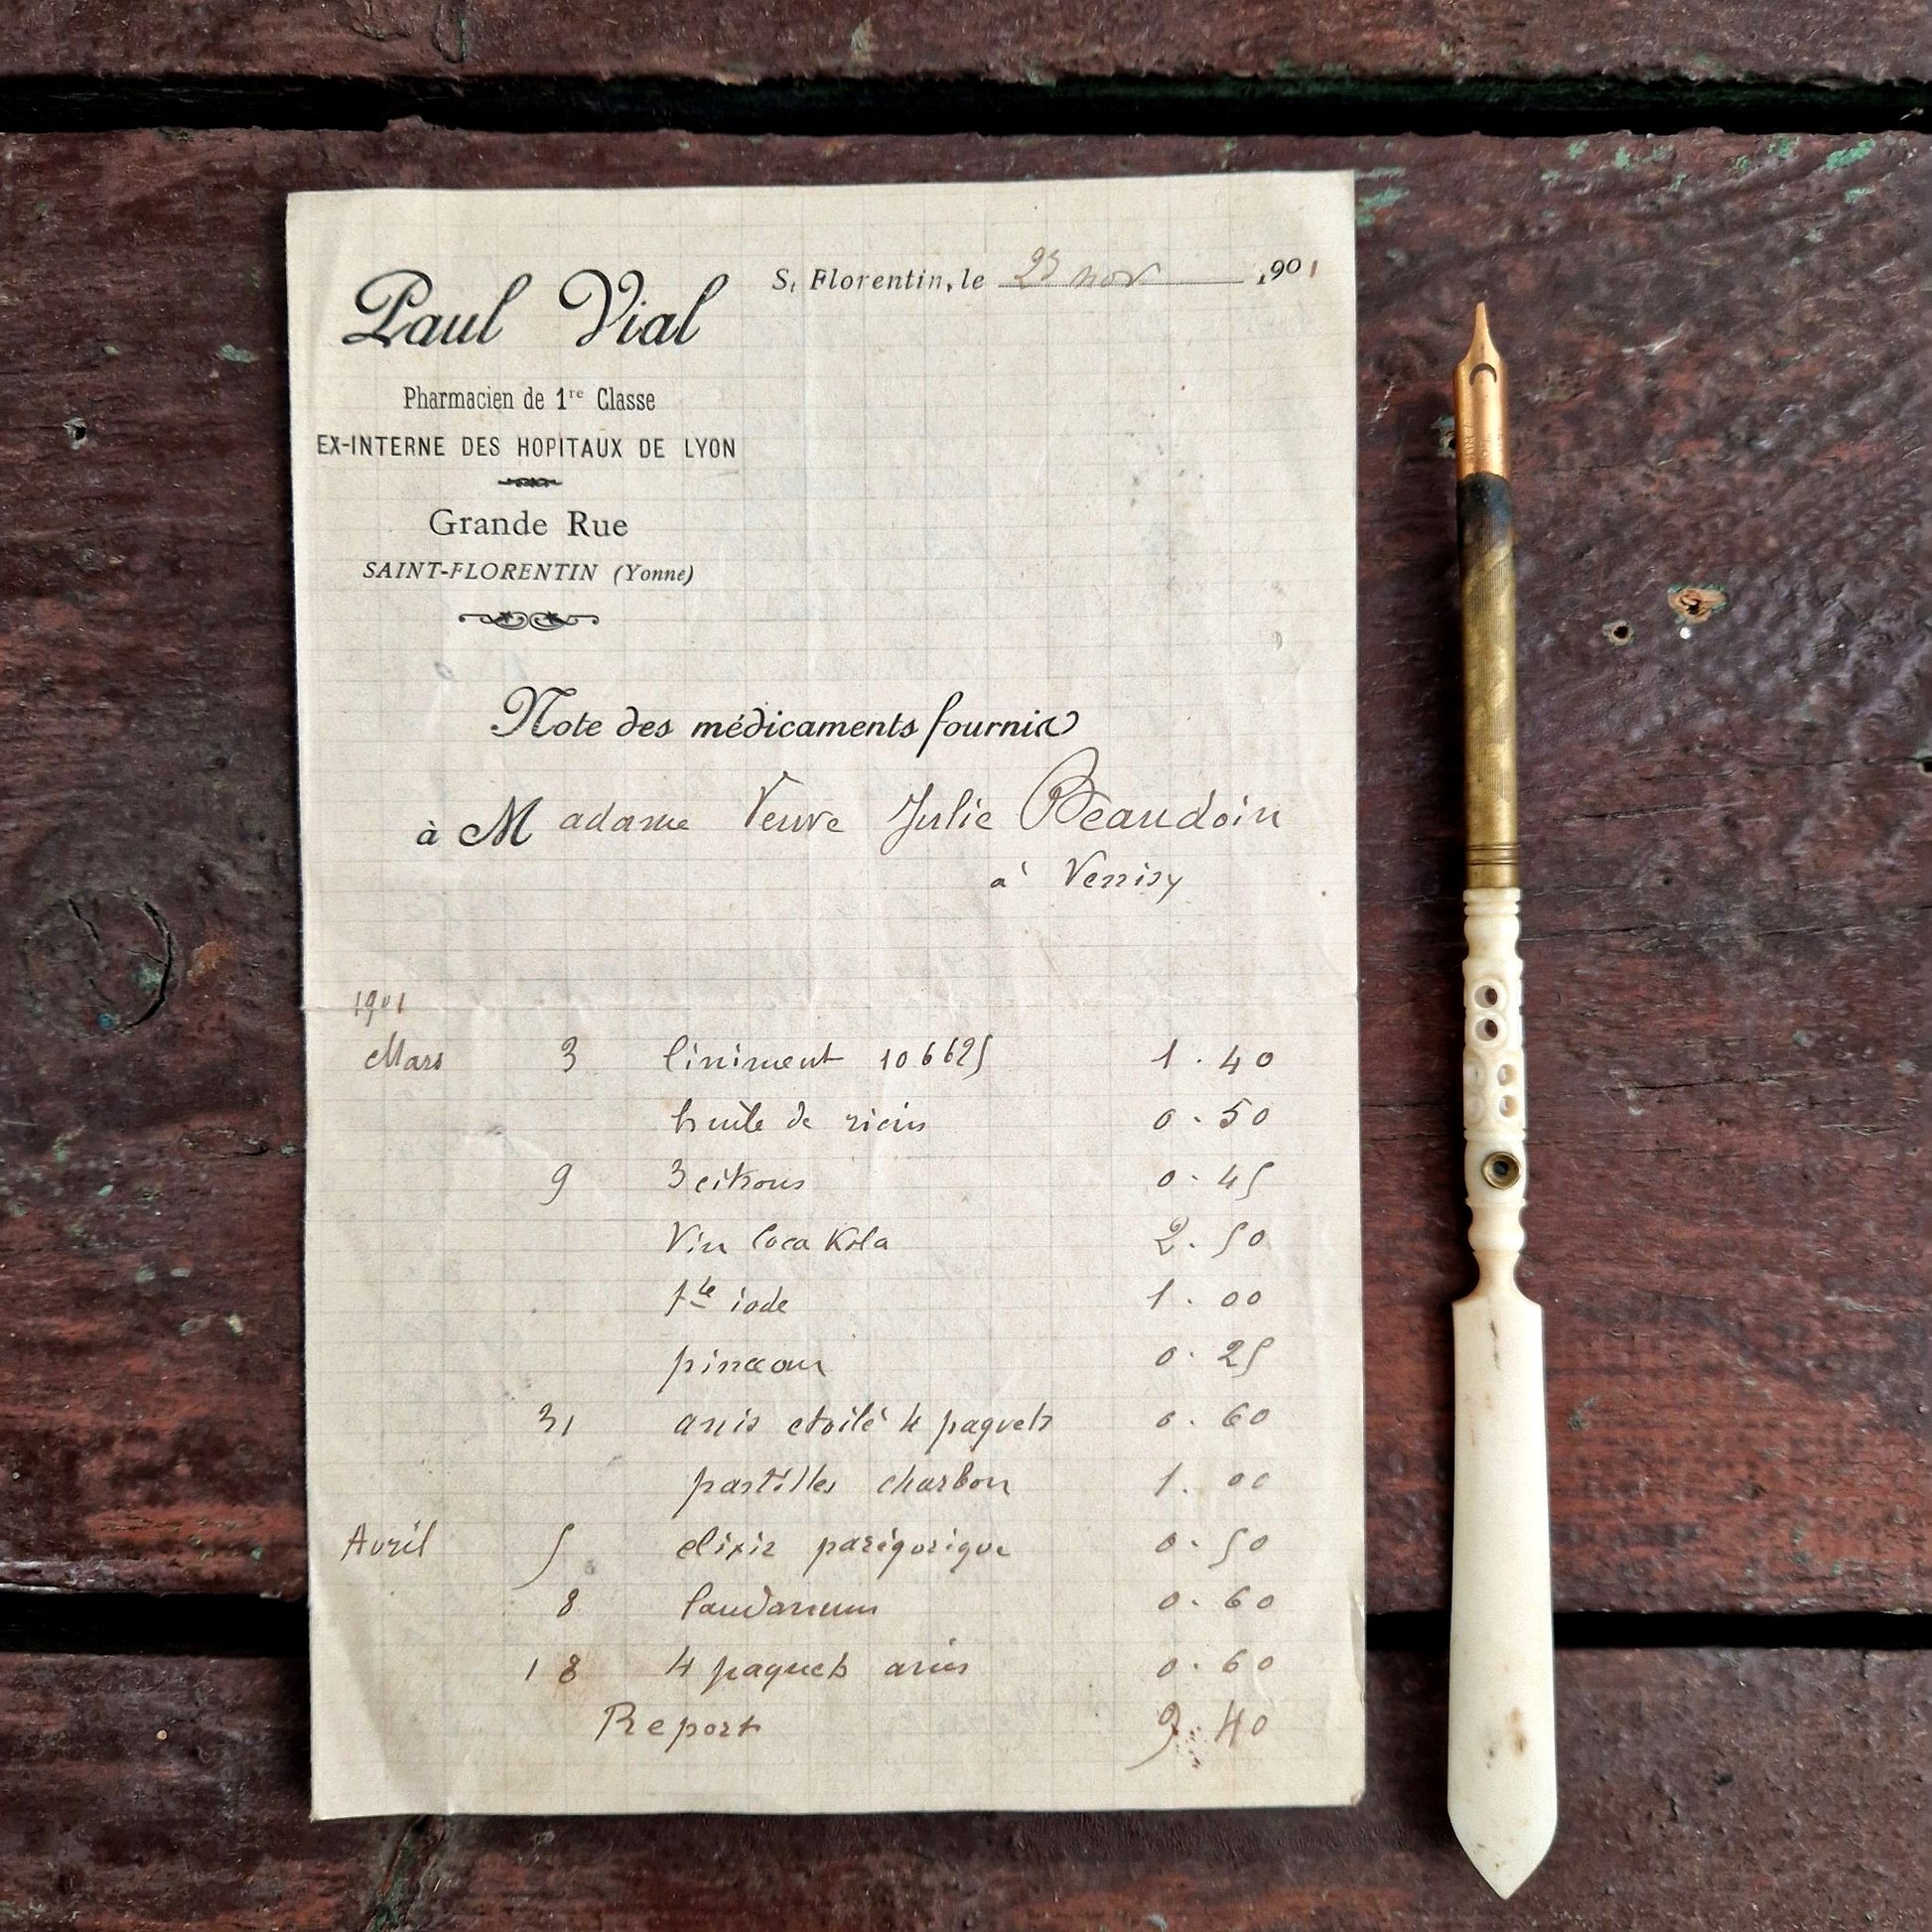 S. Florentin, le 25 nov 1901
Paul Vial
Pharmacien de 1re Classe
EX-INTERNE DES HOPITAUX DE LYON
Grande Rue
SAINT-FLORENTIN (Yonne)
Note des médicaments fournis
à Madame Veuve Julie Beaudoin
à Venisy
1901
Mars 3 liniment 106625 1.40
huile de ricin 0.50
9 3 citrons 0.45
Vin Coca Kola 2.50
tre iode 1.00
pinceau 0.25
31 anis etoilé 4 paquets 0.60
pastilles charbon 1.00
Avril 5 elixir parégorique 0.50
8 laudanum 0.60
18 4 paquets anis 0.60
Report 9.40